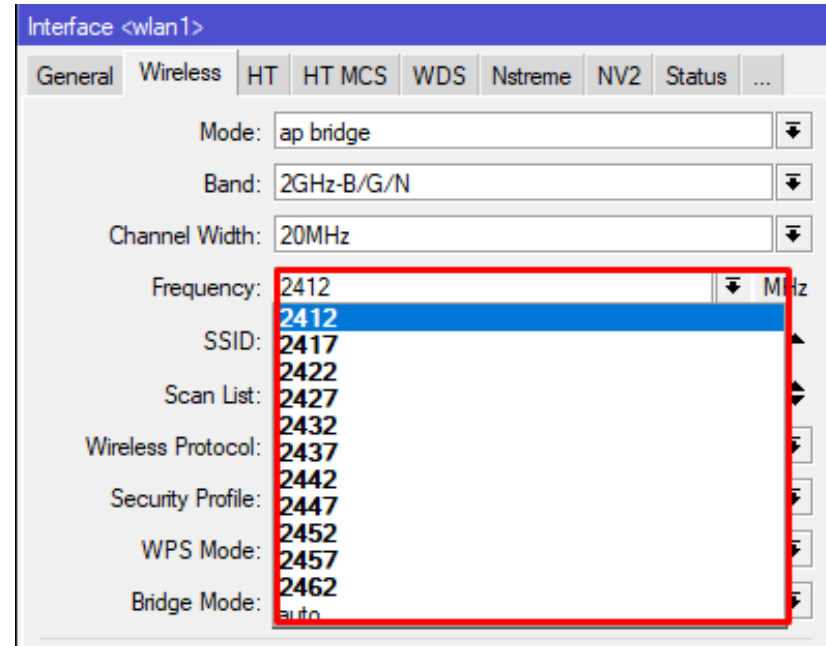 Interface <wlan1>
General Wireless HT HT MCS WDS Nstreme NV2 Status ...
Mode: ap bridge
Band: 2GHz-B/G/N
Channel Width: 20MHz
Frequency: 2412 MHz
2412
2417
SSID:
2422
Scan List: 2427
2432
Wireless Protocol: 2437
2442
Security Profile: 2447
2452
WPS Mode: 2457
2462
Bridge Mode:
auto